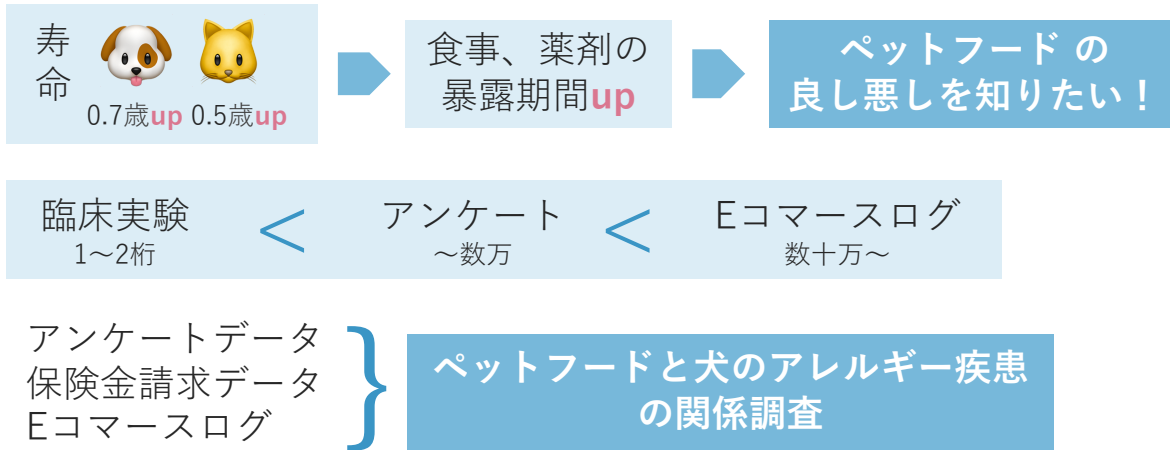 寿命
0.7歳up 0.5歳up
食事、薬剤の
暴露期間up
ペットフード の
良し悪しを知りたい！
臨床実験 < アンケート < Eコマースログ
1〜2桁 〜数万 数十万〜
アンケートデータ
保険金請求データ
Eコマースログ
}
ペットフードと犬のアレルギー疾患
の関係調査